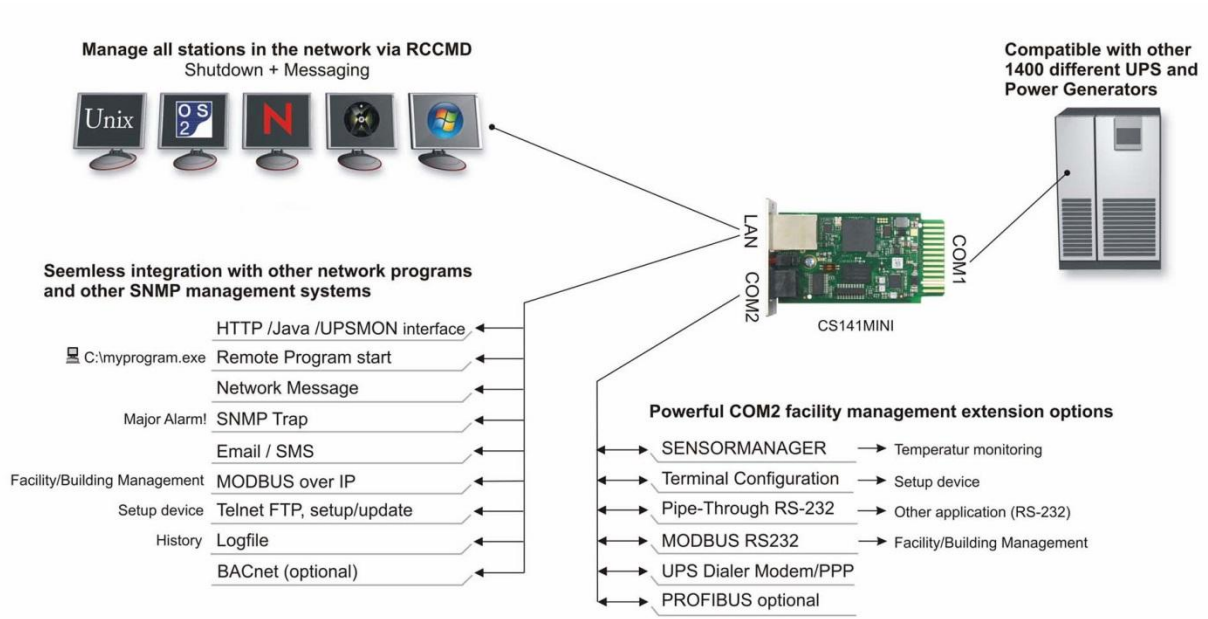 Manage all stations in the network via RCCMD
Shutdown + Messaging
Unix
OS
2
N
X
Compatible with other
1400 different UPS and
Power Generators
LAN
COM2
COM1
CS141MINI
Seemless integration with other network programs
and other SNMP management systems
HTTP /Java /UPSMON interface
C:\myprogram.exe Remote Program start
Network Message
Major Alarm! SNMP Trap
Email / SMS
Facility/Building Management MODBUS over IP
Setup device Telnet FTP, setup/update
History Logfile
BACnet (optional)
Powerful COM2 facility management extension options
SENSORMANAGER Temperatur monitoring
Terminal Configuration Setup device
Pipe-Through RS-232 Other application (RS-232)
MODBUS RS232 Facility/Building Management
UPS Dialer Modem/PPP
PROFIBUS optional